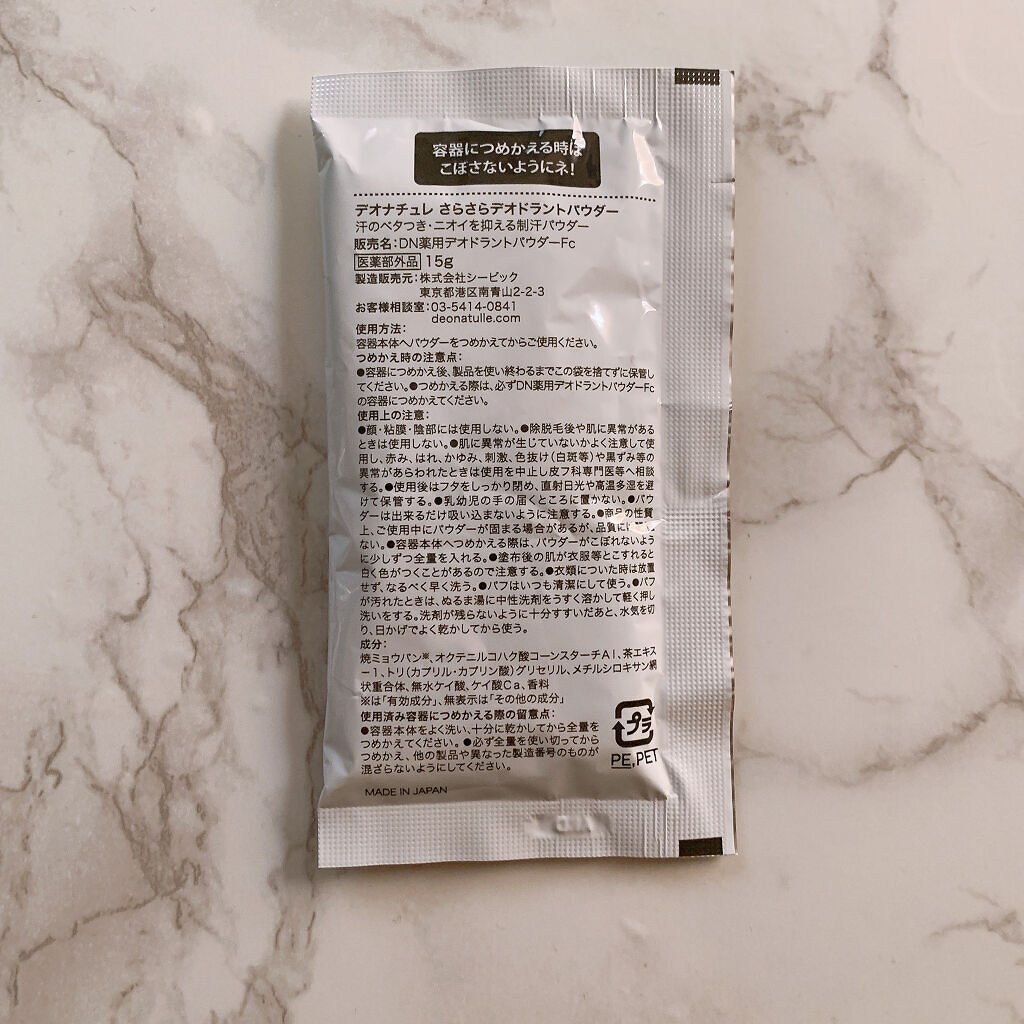 容器につめかえる時は
こぼさないようにネ!
デオナチュレ さらさらデオドラントパウダー
汗のベタつき・ニオイを抑える制汗パウダー
販売名:DN薬用デオドラントパウダーFc
医薬部外品 15g
製造販売元:株式会社シービック
東京都港区南青山2-2-3
お客様相談室:03-5414-0841
deonatulle.com
使用方法:
容器本体へパウダーをつめかえてからご使用ください。
つめかえ時の注意点:
●容器につめかえ後、製品を使い終わるまでこの袋を捨てずに保管し
てください。●つめかえる際は、必ずDN薬用デオドラントパウダーFc
の容器につめかえてください。
使用上の注意:
●顔・粘膜・陰部には使用しない。●除脱毛後や肌に異常がある
ときは使用しない。●肌に異常が生じていないかよく注意して使
用し、赤み、はれ、かゆみ、刺激、色抜け(白斑等)や黒ずみ等の
異常があらわれたときは使用を中止し皮フ科専門医等へ相談
する。●使用後はフタをしっかり閉め、直射日光や高温多湿を避
けて保管する。●乳幼児の手の届くところに置かない。●パウ
ダーは出来るだけ吸い込まないように注意する。●商品の性質
上、ご使用中にパウダーが固まる場合があるが、品質に
ない。●容器本体へつめかえる際は、パウダーがこぼれないよう
に少しずつ全量を入れる。●塗布後の肌が衣服等とこすれると
白く色がつくことがあるので注意する。●衣類についた時は放置
せず、なるべく早く洗う。●パフはいつも清潔にして使う。●パフ
が汚れたときは、ぬるま湯に中性洗剤をうすく溶かして軽く押し
洗いをする。洗剤が残らないように十分すすいだあと、水気を切
り、日かげでよく乾かしてから使う。
成分:
焼ミョウバン※、オクテニルコハク酸コーンスターチAl、茶エキス
-1、トリ(カプリル・カプリン酸)グリセリル、メチルシロキサン網
状重合体、無水ケイ酸、ケイ酸Ca、香料
※は「有効成分」、無表示は「その他の成分」
使用済み容器につめかえる際の留意点:
●容器本体をよく洗い、十分に乾かしてから全量を
つめかえてください。●必ず全量を使い切ってから
つめかえ、他の製品や異なった製造番号のものが
混ざらないようにしてください。
プラ
PE,PET
MADE IN JAPAN